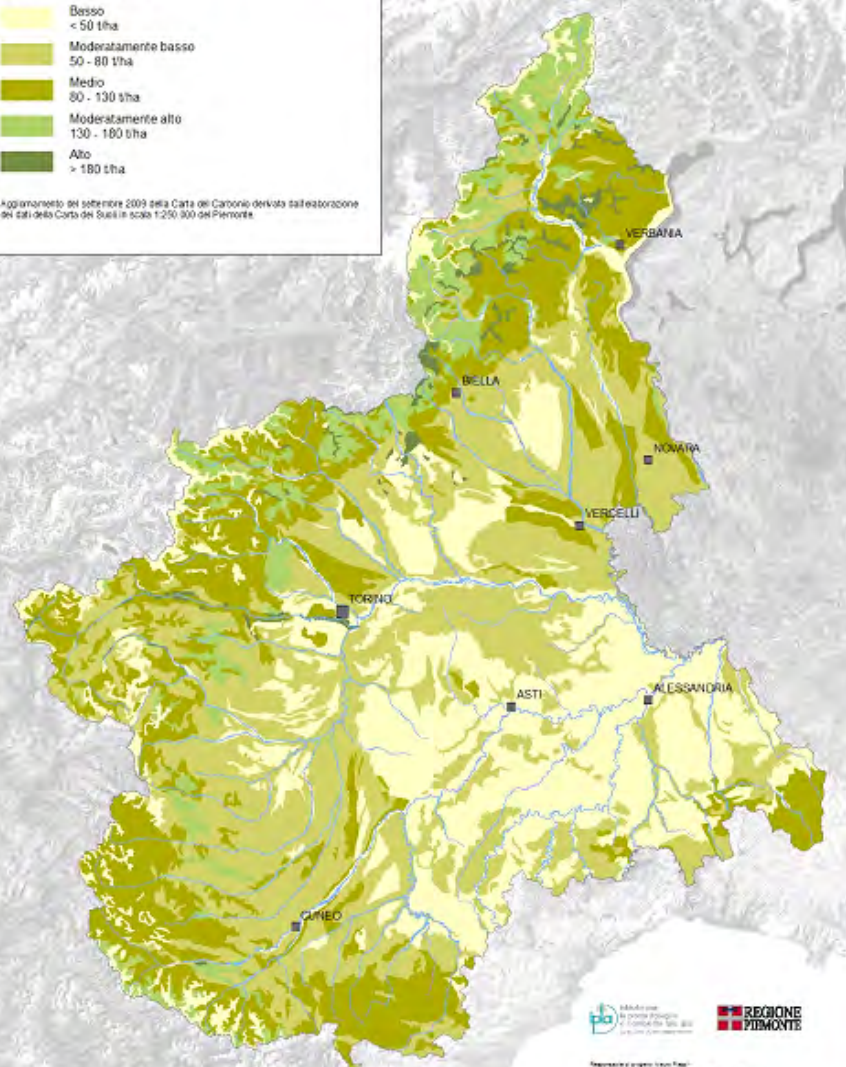 Basso
< 50 t/ha
Moderatamente basso
50 - 80 t/ha
Medio
80 - 130 t/ha
Moderatamente alto
130 - 180 t/ha
Alto
> 180 t/ha
Aggiornamento del settembre 2009 della Carta del Carbonio derivata dall'elaborazione
dei dati della Carta dei Suoli in scala 1:250.000 del Piemonte.
VERBANIA
BIELLA
NOVARA
VERCELLI
TORINO
ASTI
ALESSANDRIA
CUNEO
ipla
REGIONE
PIEMONTE